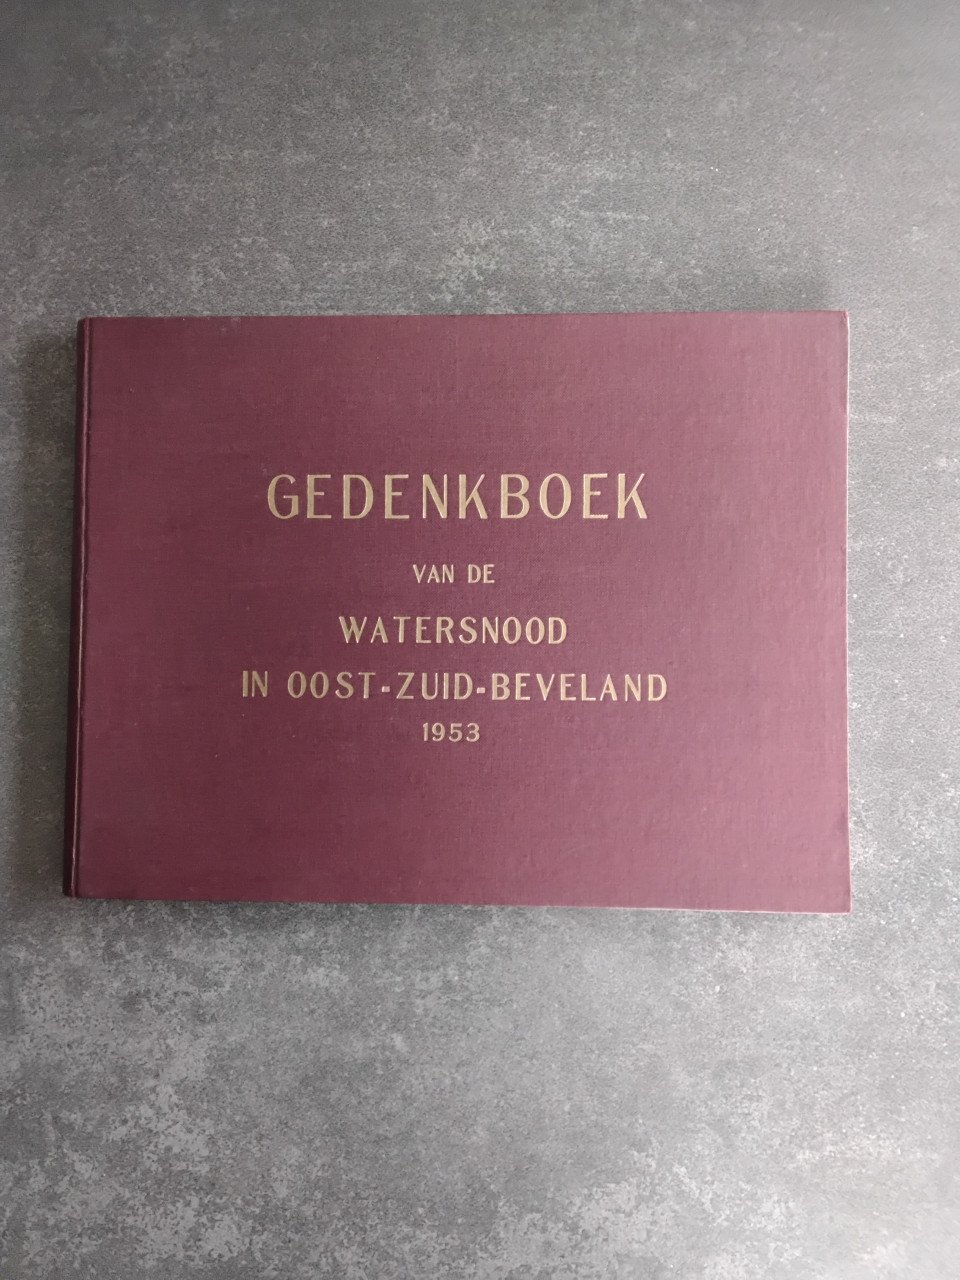 GEDENKBOEK
VAN DE
WATERSNOOD
IN OOST-ZUID-BEVELAND
1953